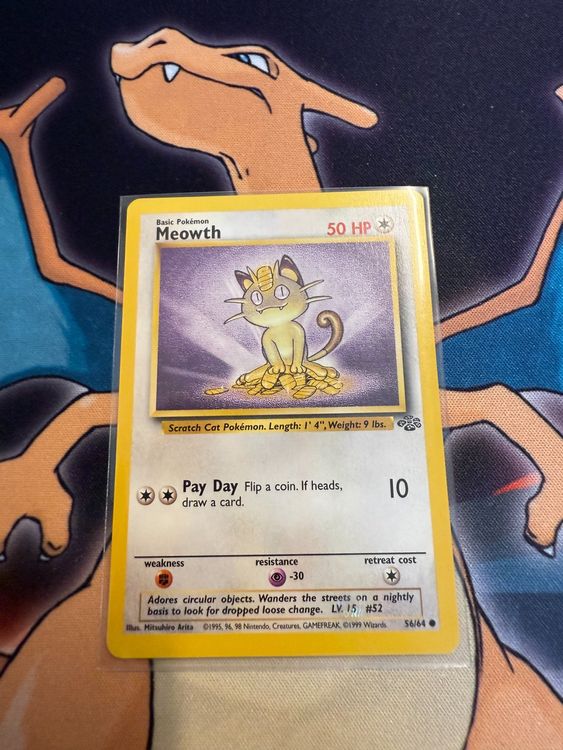 Basic Pokémon
Meowth 50 HP
Scratch Cat Pokémon. Length: 1' 4", Weight: 9 lbs.
Pay Day Flip a coin. If heads, 10
draw a card.
weakness resistance retreat cost
-30
Adores circular objects. Wanders the streets on a nightly
basis to look for dropped loose change. LV. 15 #52
Illus. Mitsuhiro Arita ©1995, 96, 98 Nintendo, Creatures, GAMEFREAK. ©1999 Wizards. 56/64